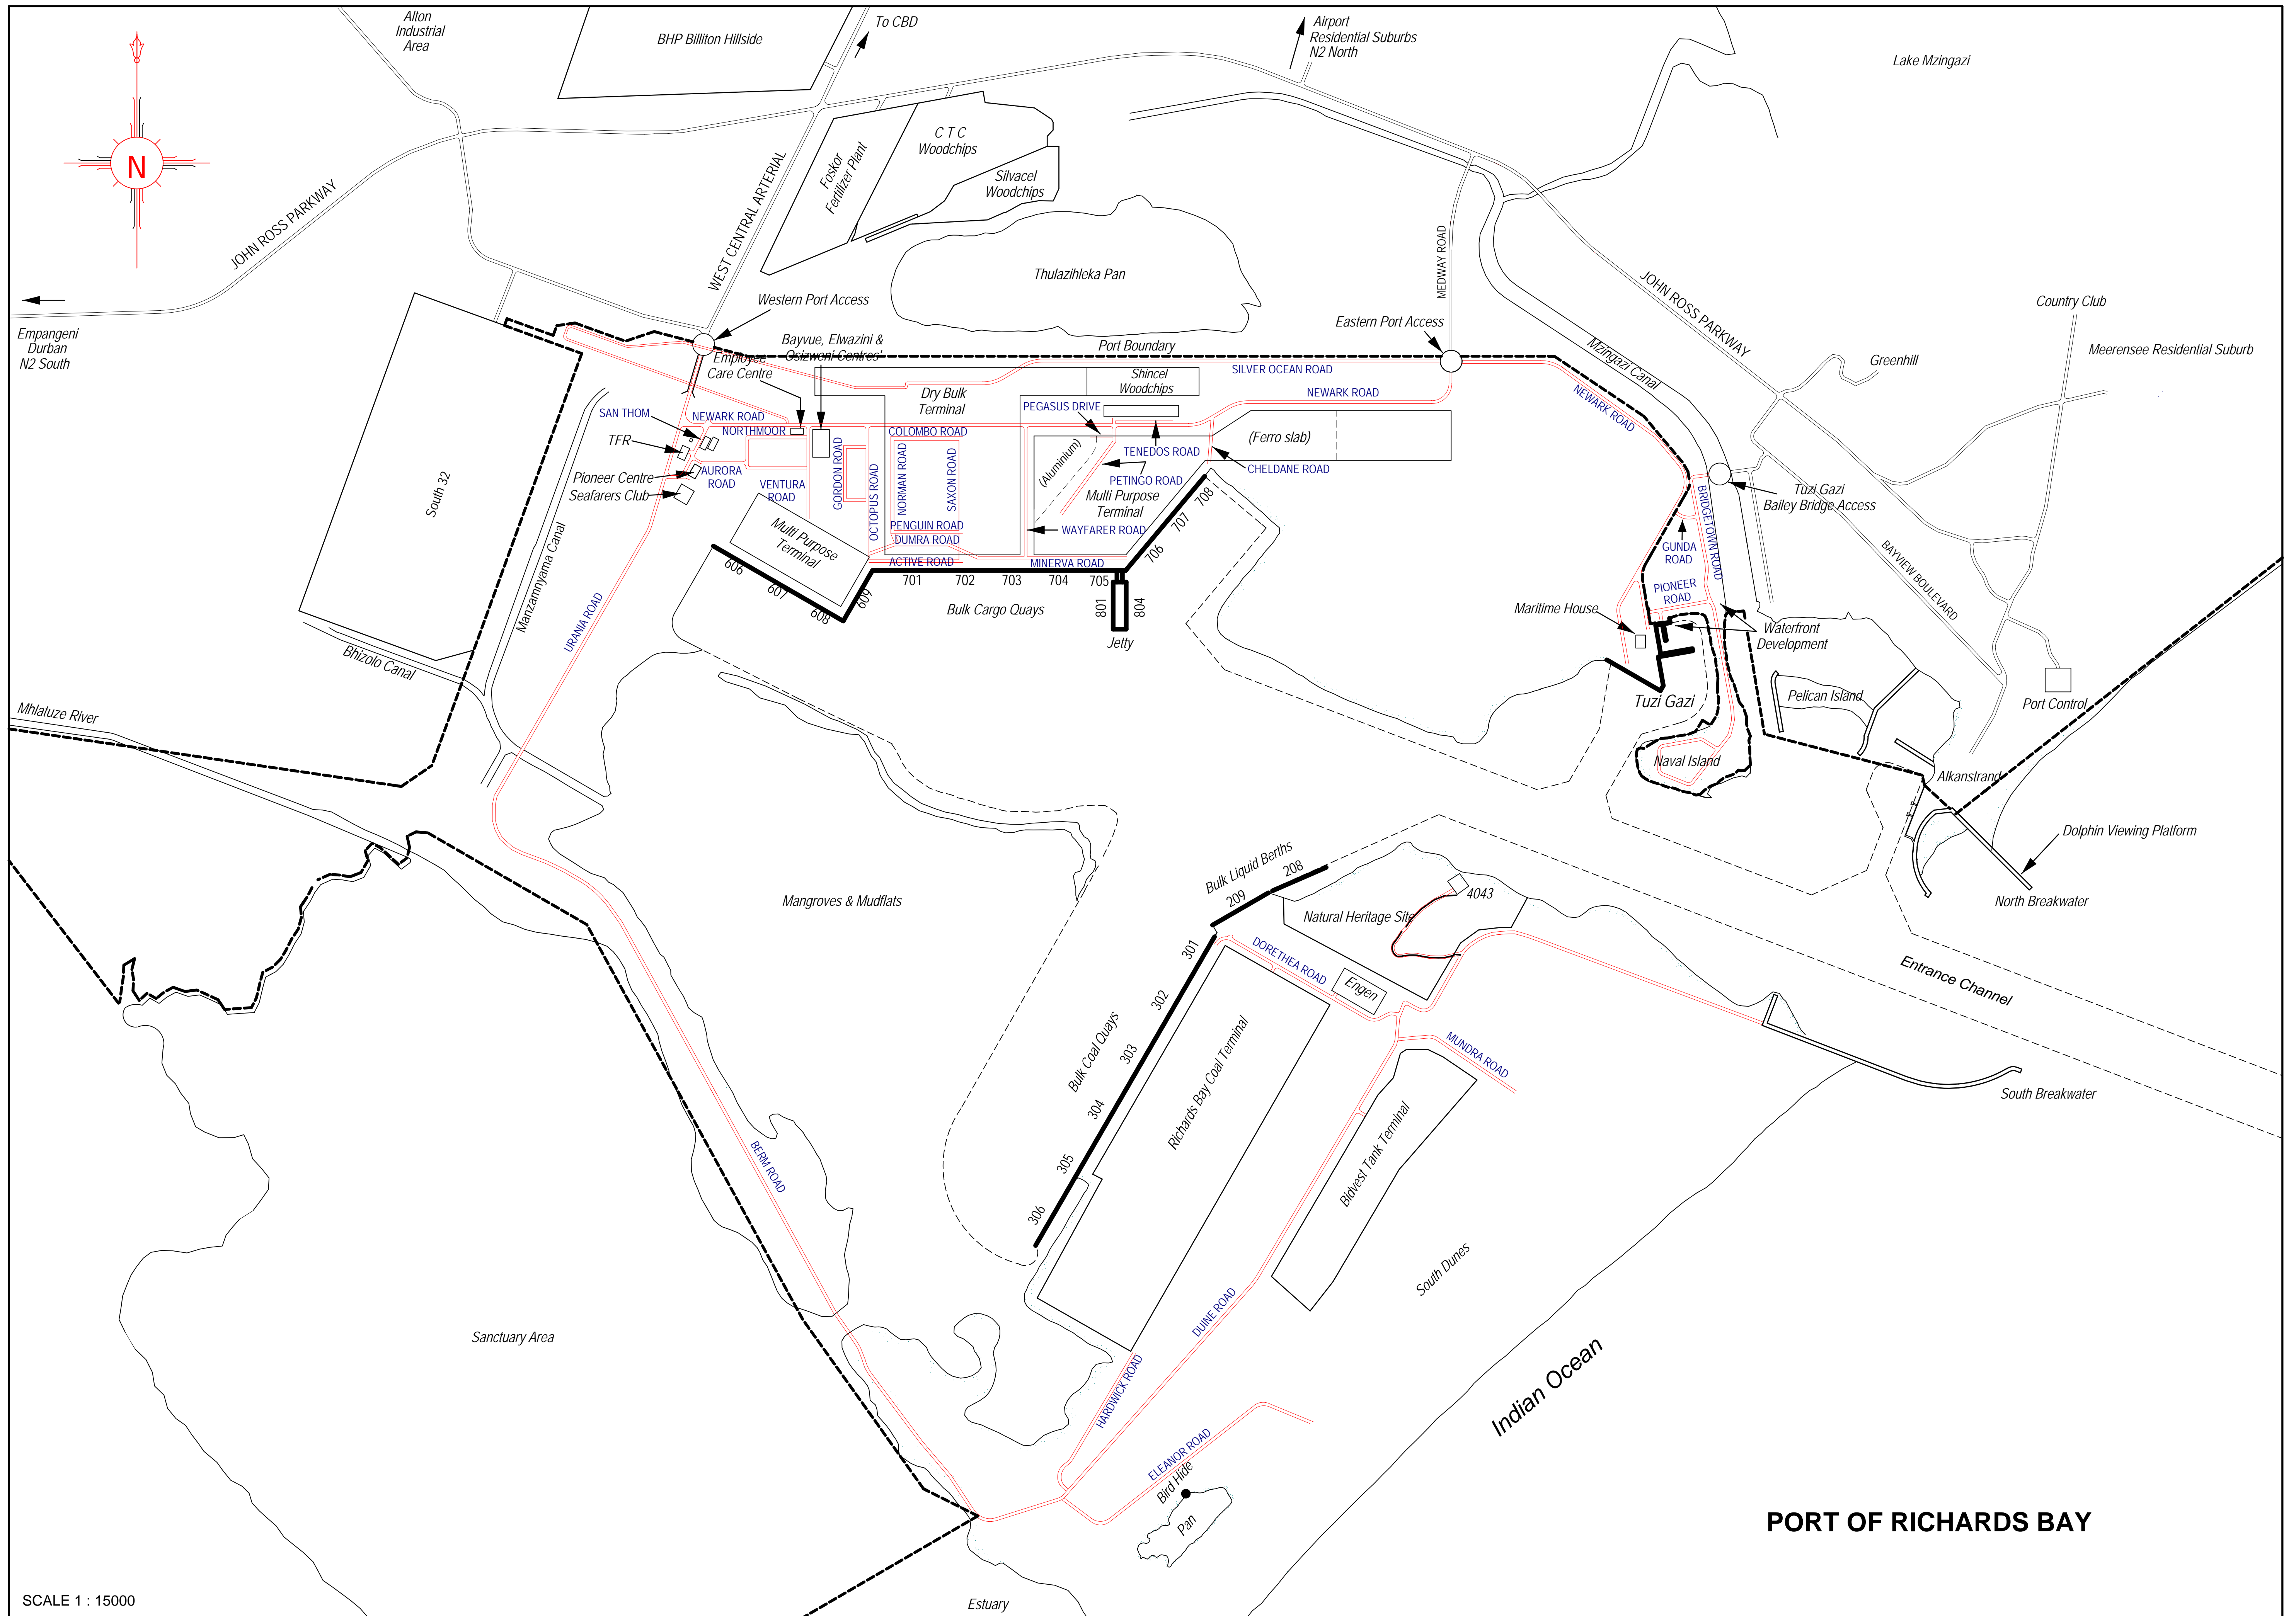 Alton
Industrial
Area
BHP Billiton Hillside
To CBD
Airport
Residential Suburbs
N2 North
Lake Mzingazi
N
C T C
Woodchips
Foskor
Fertilizer Plant
Silvacel
Woodchips
JOHN ROSS PARKWAY
WEST CENTRAL ARTERIAL
MEDWAY ROAD
Thulazihleka Pan
JOHN ROSS PARKWAY
Country Club
Western Port Access
Eastern Port Access
Mzingazi Canal
Greenhill
Meerensee Residential Suburb
Empangeni
Durban
N2 South
Bayvue, Elwazini &
Osizweni Centres'
Employee
Care Centre
Port Boundary
SILVER OCEAN ROAD
Shincel
Woodchips
Dry Bulk
Terminal
NEWARK ROAD
NEWARK ROAD
PEGASUS DRIVE
SAN THOM
NEWARK ROAD
NORTHMOOR
COLOMBO ROAD
TFR
(Ferro slab)
(Aluminium)
TENEDOS ROAD
CHELDANE ROAD
Pioneer Centre
Seafarers Club
AURORA
ROAD
VENTURA
ROAD
GORDON ROAD
OCTOPUS ROAD
NORMAN ROAD
SAXON ROAD
PETINGO ROAD
Multi Purpose
Terminal
South 32
Manzamnyama Canal
Tuzi Gazi
Bailey Bridge Access
BRIDGETOWN ROAD
PENGUIN ROAD
DUMRA ROAD
WAYFARER ROAD
Multi Purpose
Terminal
ACTIVE ROAD
MINERVA ROAD
606
607
608
609
701
702
703
704
705
706
707
708
801
804
Jetty
Bulk Cargo Quays
GUNDA
ROAD
PIONEER
ROAD
BAYVIEW BOULEVARD
Maritime House
Waterfront
Development
URANIA ROAD
Bhizolo Canal
Tuzi Gazi
Pelican Island
Port Control
Mhlatuze River
Naval Island
Alkanstrand
Dolphin Viewing Platform
North Breakwater
Bulk Liquid Berths
209
208
Mangroves & Mudflats
Natural Heritage Site
4043
301
302
303
304
305
306
DORETHEA ROAD
Engen
Entrance Channel
Bulk Coal Quays
Richards Bay Coal Terminal
MUNDRA ROAD
South Breakwater
Bidvest Tank Terminal
BERM ROAD
South Dunes
DUINE ROAD
Sanctuary Area
HARDWICK ROAD
Indian Ocean
ELEANOR ROAD
Bird Hide
Pan
PORT OF RICHARDS BAY
SCALE 1 : 15000
Estuary